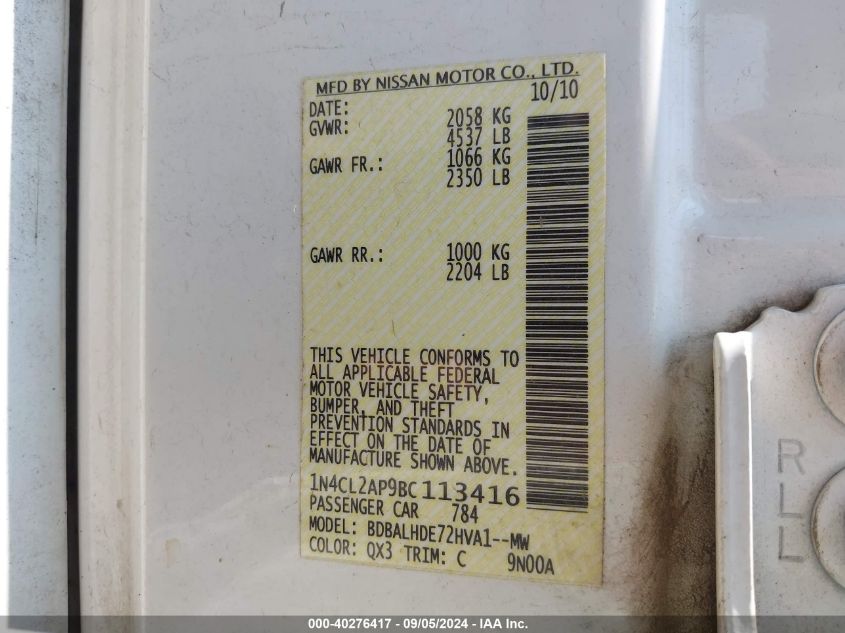 MFD BY NISSAN MOTOR CO., LTD.
DATE: 10/10
GVWR: 2058 KG
4537 LB
GAWR FR.: 1066 KG
2350 LB
GAWR RR.: 1000 KG
2204 LB
THIS VEHICLE CONFORMS TO
ALL APPLICABLE FEDERAL
MOTOR VEHICLE SAFETY,
BUMPER, AND THEFT
PREVENTION STANDARDS IN
EFFECT ON THE DATE OF
MANUFACTURE SHOWN ABOVE.
1N4CL2AP9BC113416
PASSENGER CAR 784
MODEL: BDBALHDE72HVA1--MW
COLOR: QX3 TRIM: C 9N00A
RLL
000-40276417 - 09/05/2024 - IAA Inc.